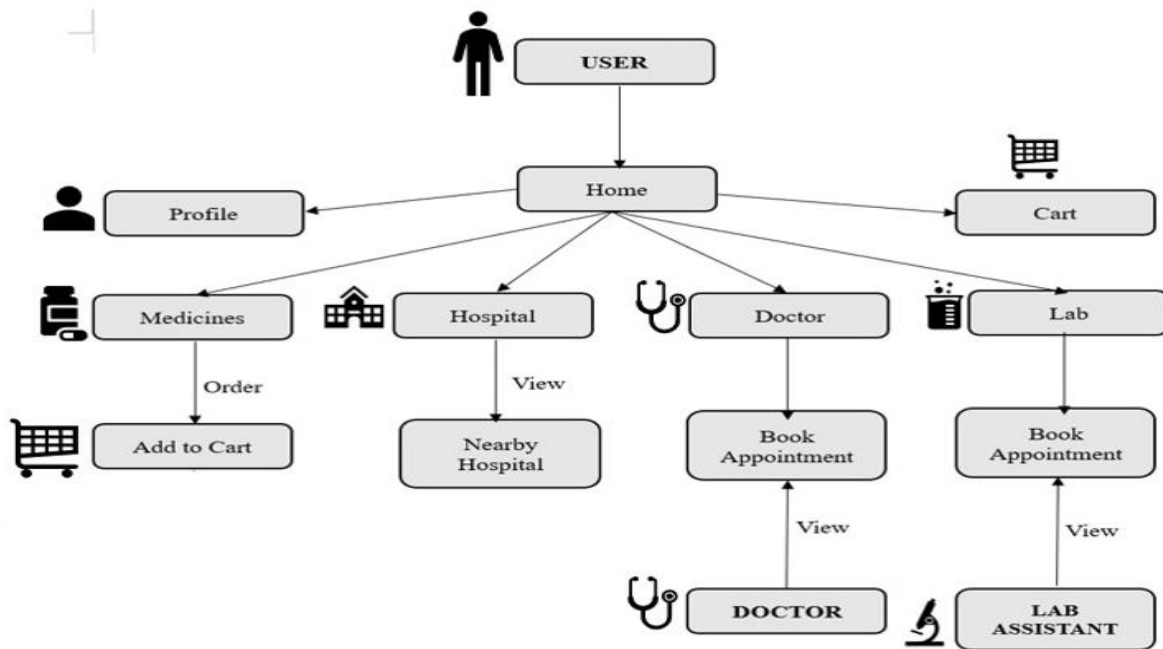 USER
Home
Profile
Cart
Medicines
Hospital
Doctor
Lab
Order
View
Add to Cart
Nearby
Hospital
Book
Appointment
Book
Appointment
View
View
DOCTOR
LAB
ASSISTANT